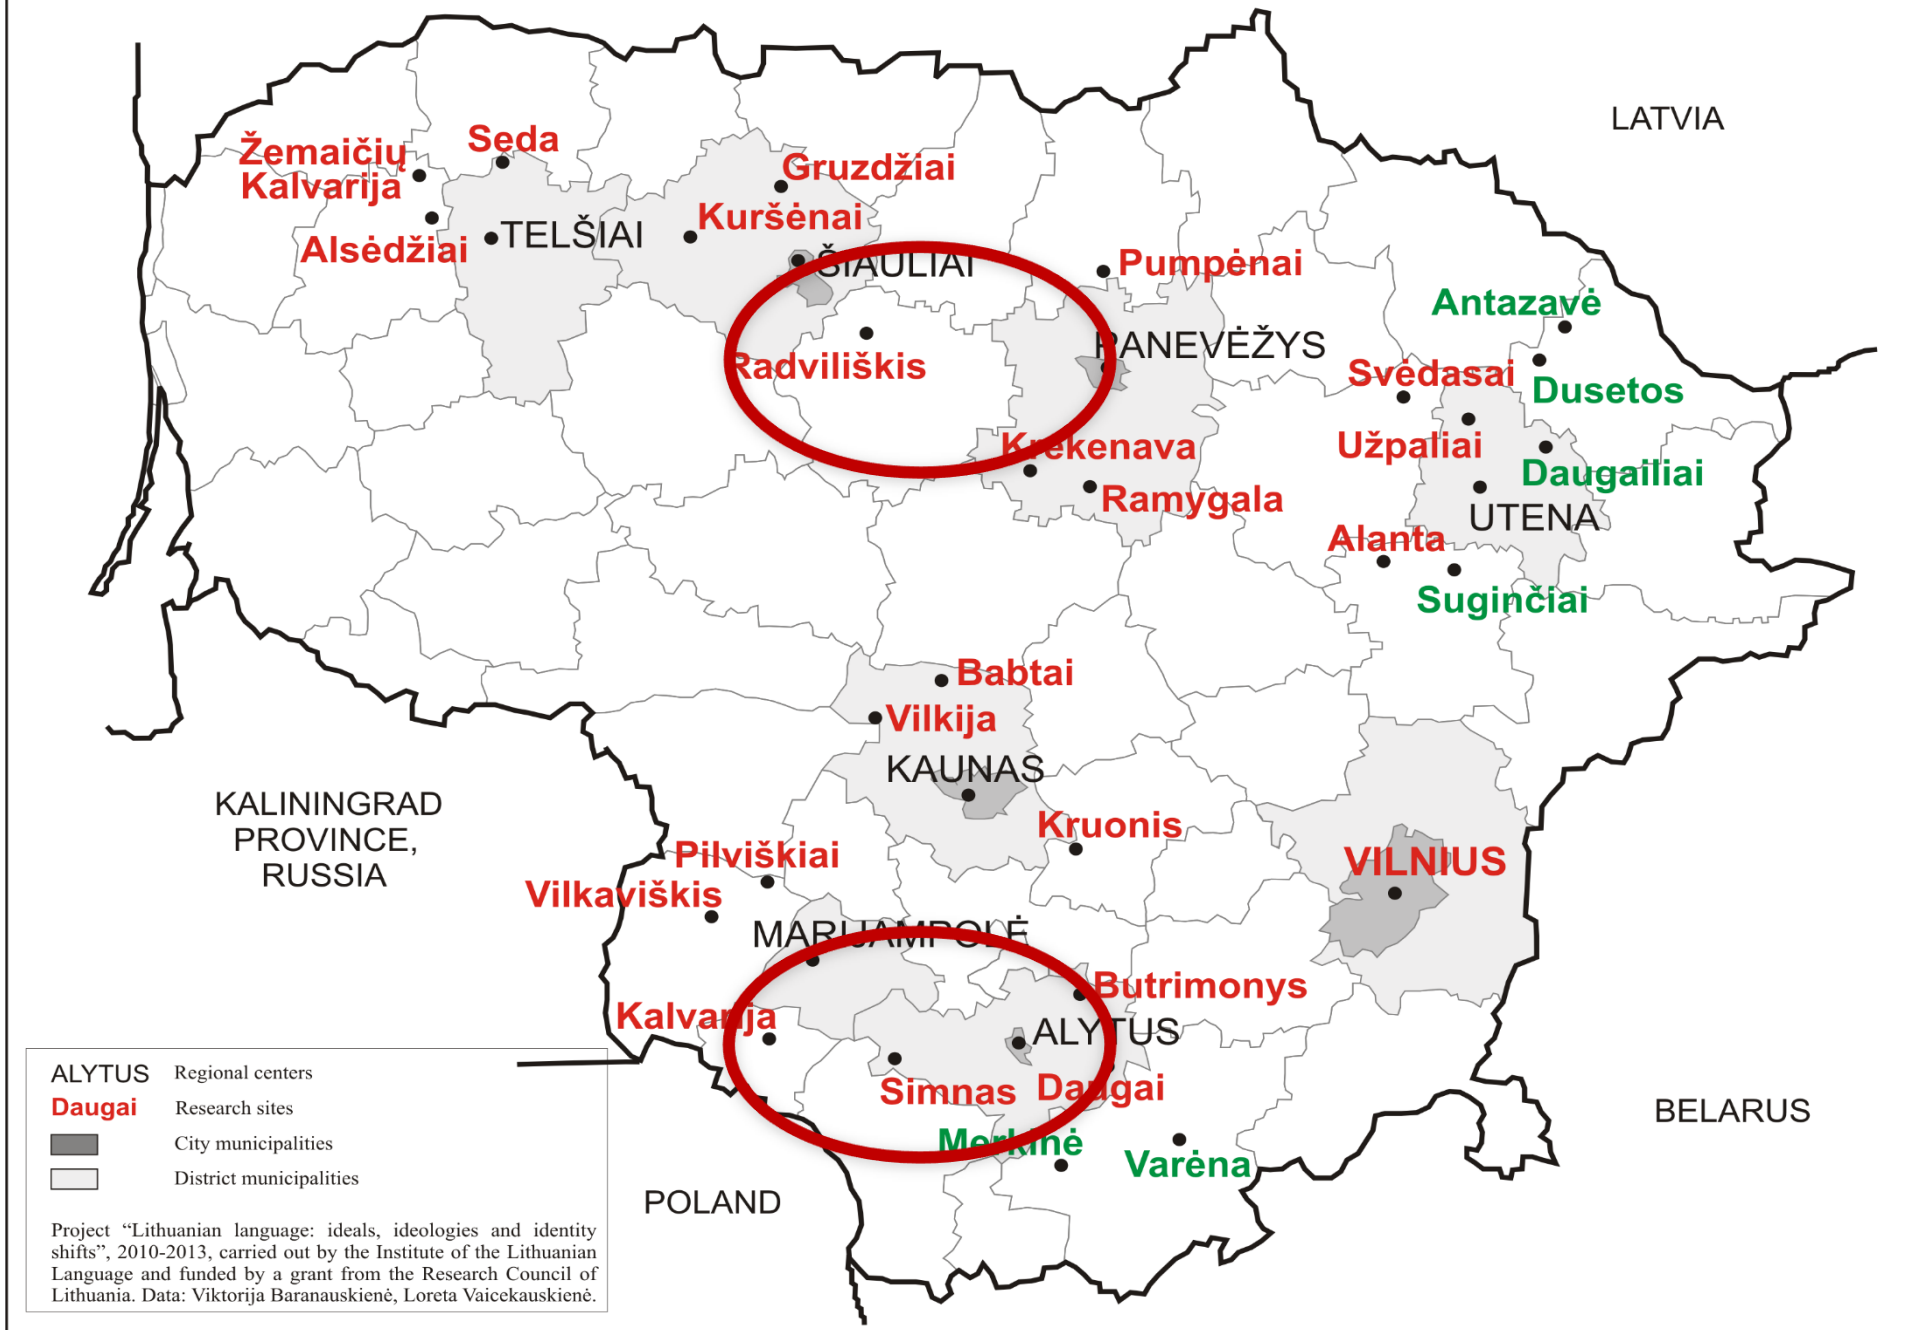 LATVIA
Žemaičių
Kalvarija
Seda
Gruzdžiai
Kuršėnai
TELŠIAI
Alsėdžiai
ŠIAULIAI
Pumpėnai
Antazavė
PANEVĖŽYS
Radviliškis
Svėdasai
Dusetos
Krekenava
Užpaliai
Daugailiai
Ramygala
UTENA
Alanta
Suginčiai
Babtai
Vilkija
KAUNAS
KALININGRAD
PROVINCE,
RUSSIA
Kruonis
Pilviškiai
VILNIUS
Vilkaviškis
MARIJAMPOLĖ
Butrimonys
Kalvarija
ALYTUS
Simnas
Daugai
BELARUS
Merkinė
Varėna
POLAND
ALYTUS Regional centers
Daugai Research sites
City municipalities
District municipalities
Project “Lithuanian language: ideals, ideologies and identity
shifts”, 2010-2013, carried out by the Institute of the Lithuanian
Language and funded by a grant from the Research Council of
Lithuania. Data: Viktorija Baranauskienė, Loreta Vaicekauskienė.